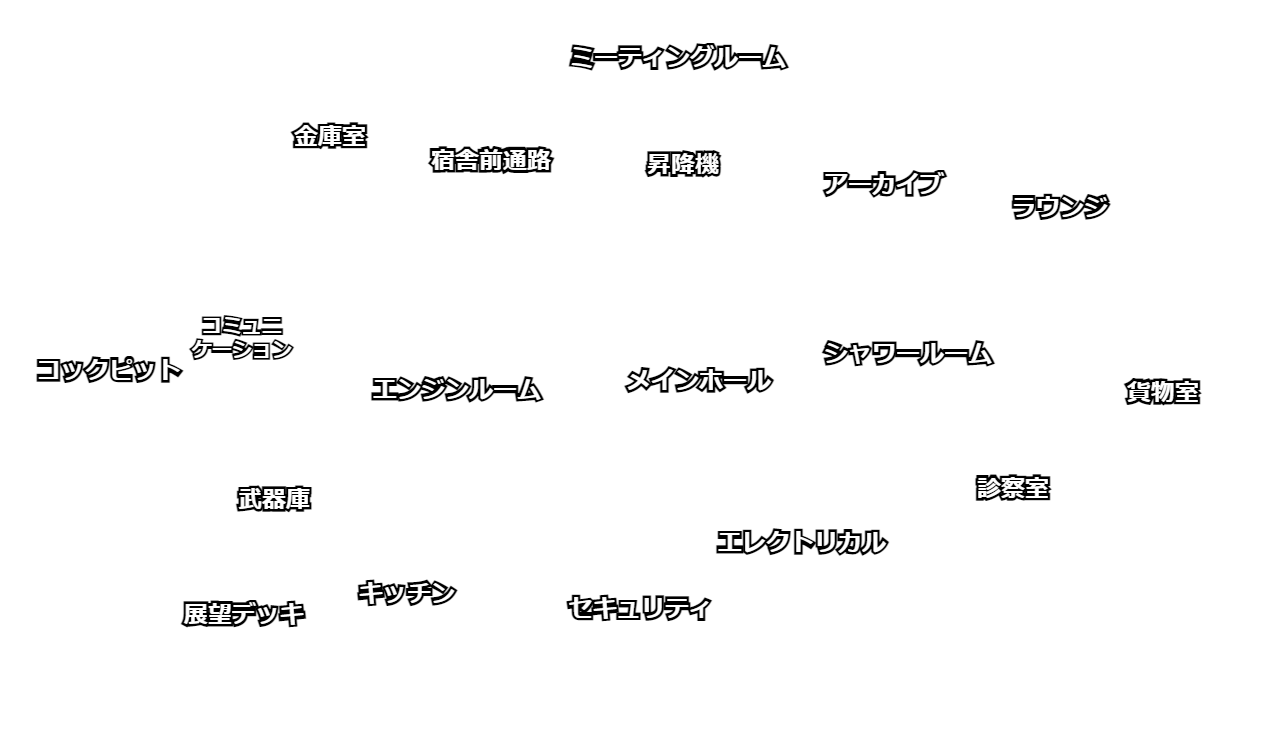 ミーティングルーム
金庫室
宿舎前通路
昇降機
アーカイブ
ラウンジ
コミュニ
ケーション
コックピット
エンジンルーム
メインホール
シャワールーム
貨物室
武器庫
診察室
エレクトリカル
展望デッキ
キッチン
セキュリティ